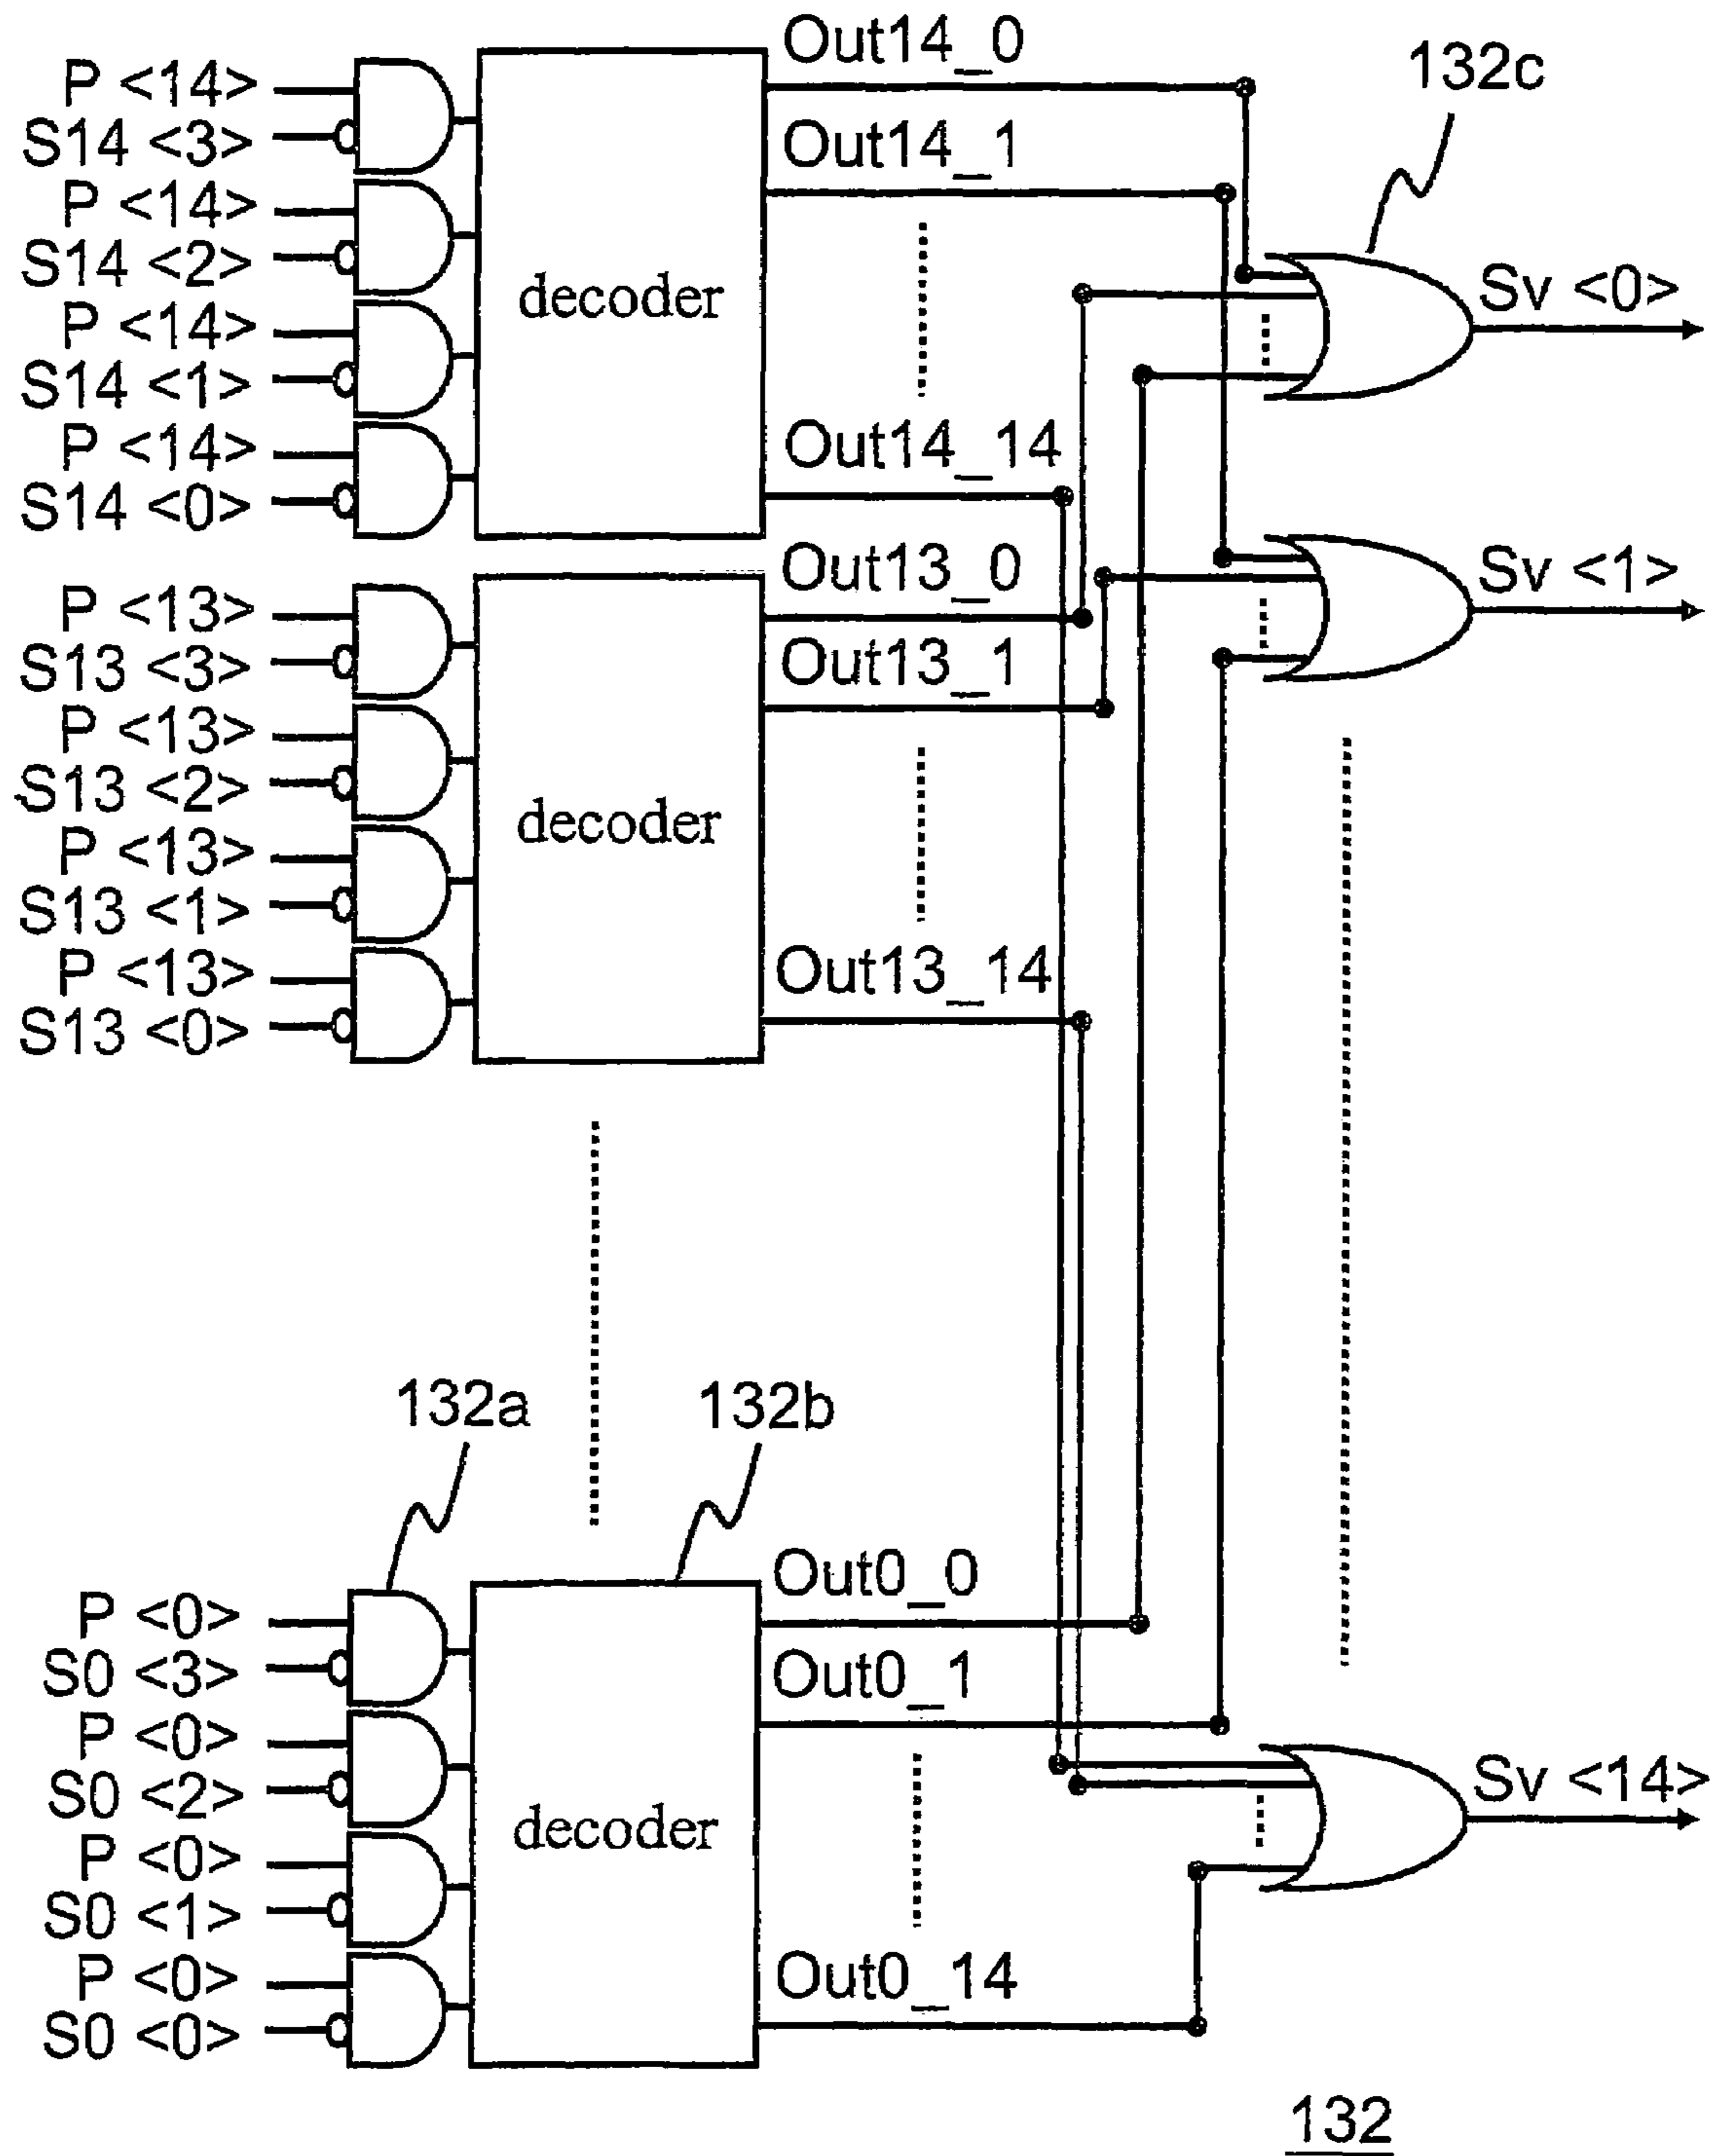 Out14_0
132c
P <14>
S14 <3>
Out14_1
P <14>
S14 <2>
decoder
Sv <0>
P <14>
S14 <1>
P <14>
Out14_14
S14 <0>
Out13_0
Sv <1>
P <13>
S13 <3>
Out13_1
P <13>
S13 <2>
decoder
P <13>
S13 <1>
P <13>
Out13_14
S13 <0>
132a
132b
Out0_0
P <0>
S0 <3>
Out0_1
P <0>
S0 <2>
Sv <14>
decoder
P <0>
S0 <1>
P <0>
Out0_14
S0 <0>
132